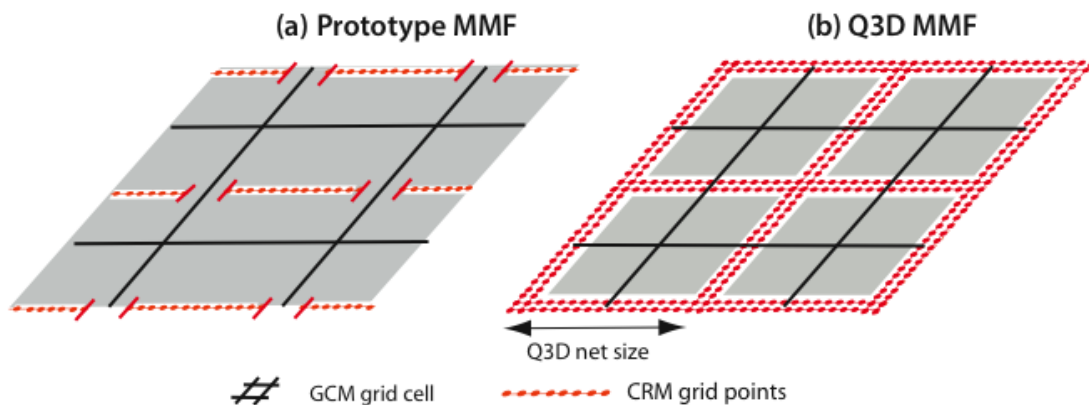 (a) Prototype MMF
(b) Q3D MMF
Q3D net size
GCM grid cell
CRM grid points